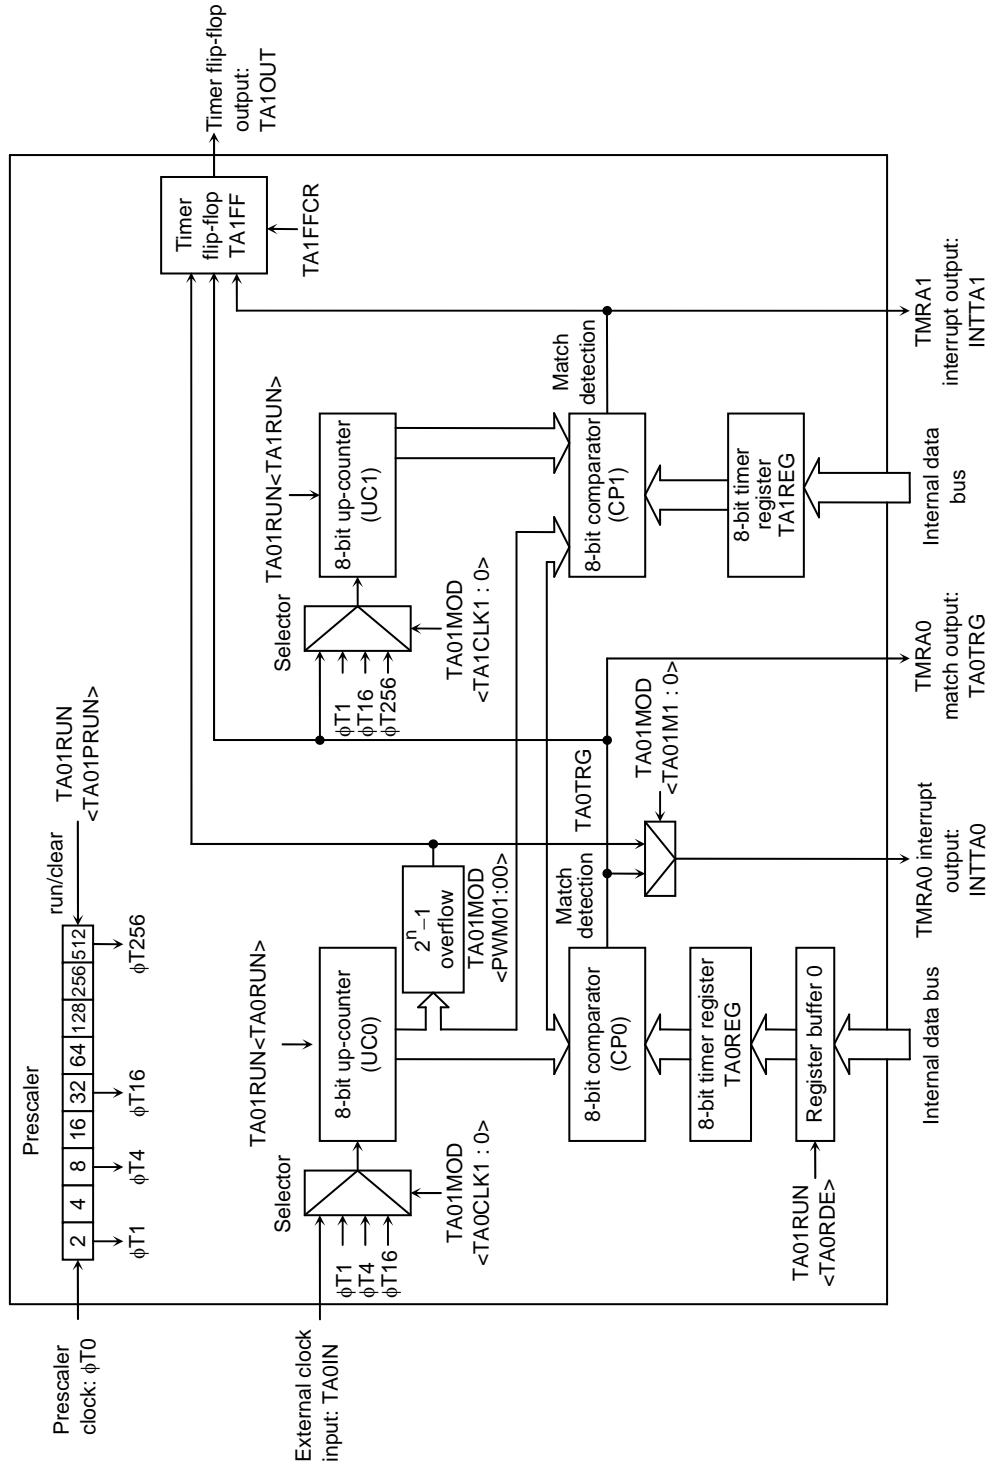 Prescaler
clock: ϕT0
Prescaler
2
4
8
16
32
64
128
256
512
ϕT1
ϕT4
ϕT16
ϕT256
run/clear
TA01RUN
<TA01PRUN>
External clock
input: TA0IN
ϕT1
ϕT4
ϕT16
Selector
TA01MOD
<TA0CLK1 : 0>
TA01RUN<TA0RUN>
8-bit up-counter
(UC0)
2ⁿ −1
overflow
TA01MOD
<PWM01:00>
Selector
ϕT1
ϕT16
ϕT256
TA01MOD
<TA1CLK1 : 0>
TA01RUN<TA1RUN>
8-bit up-counter
(UC1)
Timer
flip-flop
TA1FF
TA1FFCR
Timer flip-flop
output:
TA1OUT
8-bit comparator
(CP0)
Match
detection
TA0TRG
8-bit comparator
(CP1)
Match
detection
8-bit timer register
TA0REG
Register buffer 0
TA01RUN
<TA0RDE>
TA01MOD
<TA01M1 : 0>
8-bit timer
register
TA1REG
Internal data bus
TMRA0 interrupt
output:
INTTA0
TMRA0
match output:
TA0TRG
Internal data
bus
TMRA1
interrupt output:
INTTA1